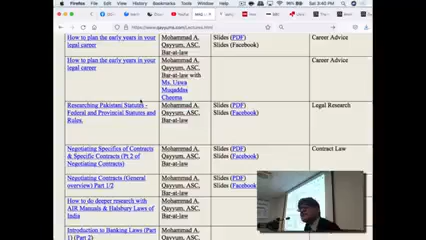 96%
Sat 3:40 PM
How to plan the early years in your
legal career
Mohammad A.
Qayyum, ASC,
Bar-at-law
Slides (PDF)
Slides (Facebook)
Career Advice
How to plan the early years in your
legal career
Mohammad A.
Qayyum, ASC,
Bar-at-law with
Ms. Uswa
Muqaddas
Cheema
Slides (PDF)
Slides (Facebook)
Career Advice
Researching Pakistani Statutes -
Federal and Provincial Statutes and
Rules.
Mohammad A.
Qayyum, ASC,
Bar-at-law
Slides (PDF)
Slides (Facebook)
Legal Research
Negotiating Specifics of Contracts
& Specific Contracts (Pt 2 of
Negotiating Contracts)
Mohammad A.
Qayyum, ASC,
Bar-at-law
Slides (PDF)
Slides (Facebook)
Contract Law
Negotiating Contracts (General
overview) Part 1/2
Mohammad A.
Qayyum, ASC,
Bar-at-law
Slides (PDF)
Slides (Facebook)
How to do deeper research with
AIR Manuals & Halsbury Laws of
India
Mohammad A.
Qayyum, ASC,
Bar-at-law
Introduction to Banking Laws (Part
1) (Part 2)
Mohammad A.
Qayyum, ASC,